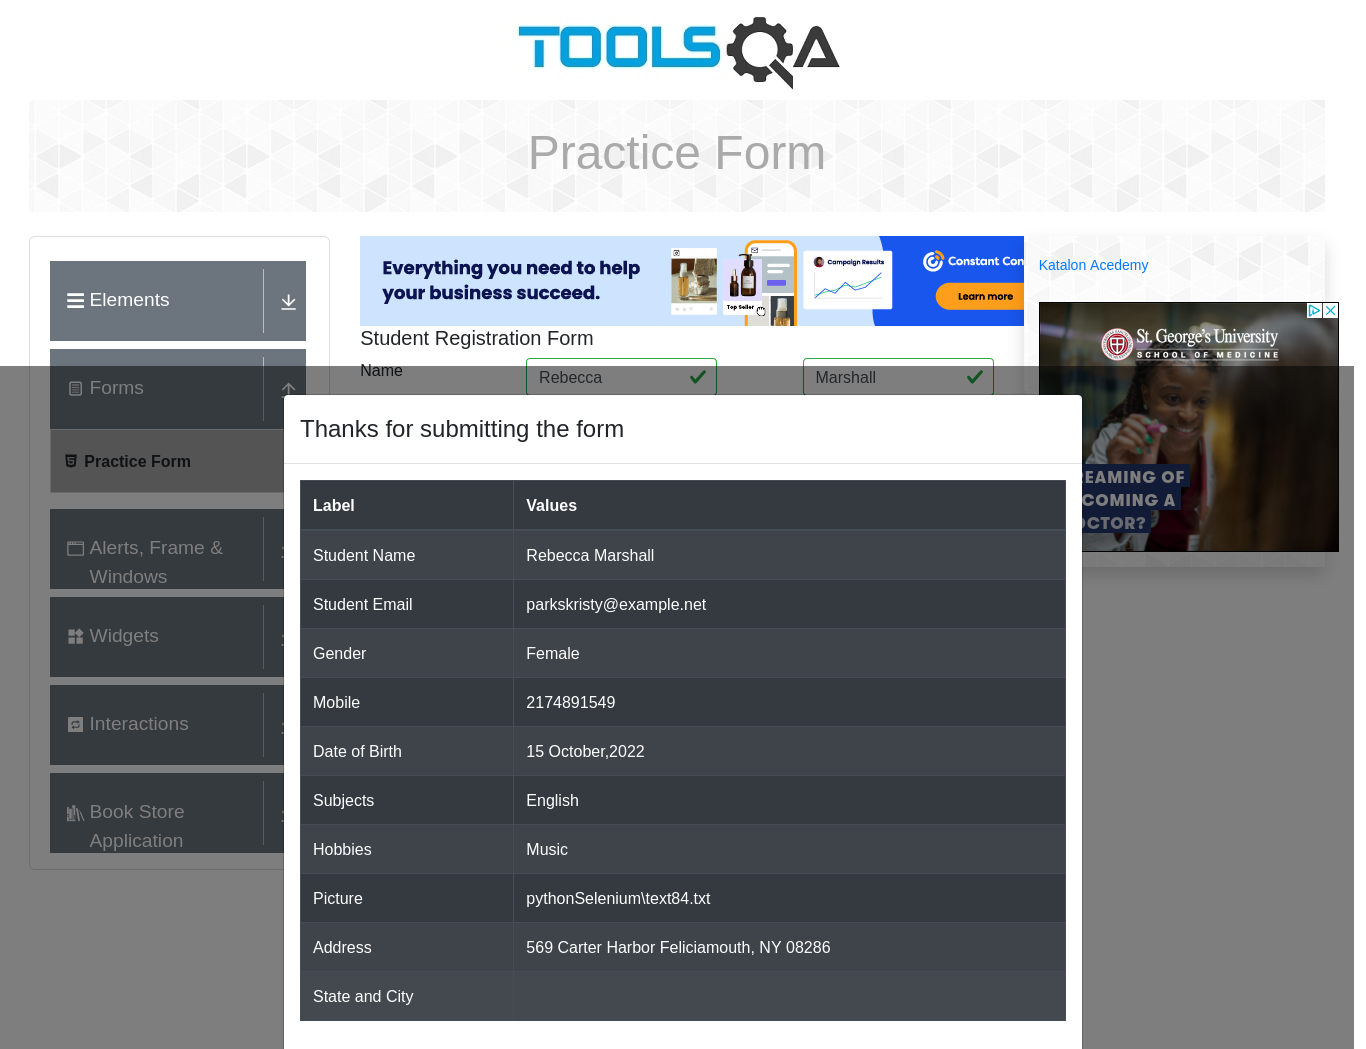 TOOLSQA
Practice Form
Elements
Forms
Practice Form
Alerts, Frame &
Windows
Widgets
Interactions
Book Store
Application
Everything you need to help
your business succeed.
Top Seller
Campaign Results
Constant Con
Learn more
Student Registration Form
Name
Rebecca
Marshall
Katalon Acedemy
St. George's University
SCHOOL OF MEDICINE
EAMING OF
COMING A
CTOR?
Thanks for submitting the form
Label Values
Student Name Rebecca Marshall
Student Email parkskristy@example.net
Gender Female
Mobile 2174891549
Date of Birth 15 October,2022
Subjects English
Hobbies Music
Picture pythonSelenium\text84.txt
Address 569 Carter Harbor Feliciamouth, NY 08286
State and City